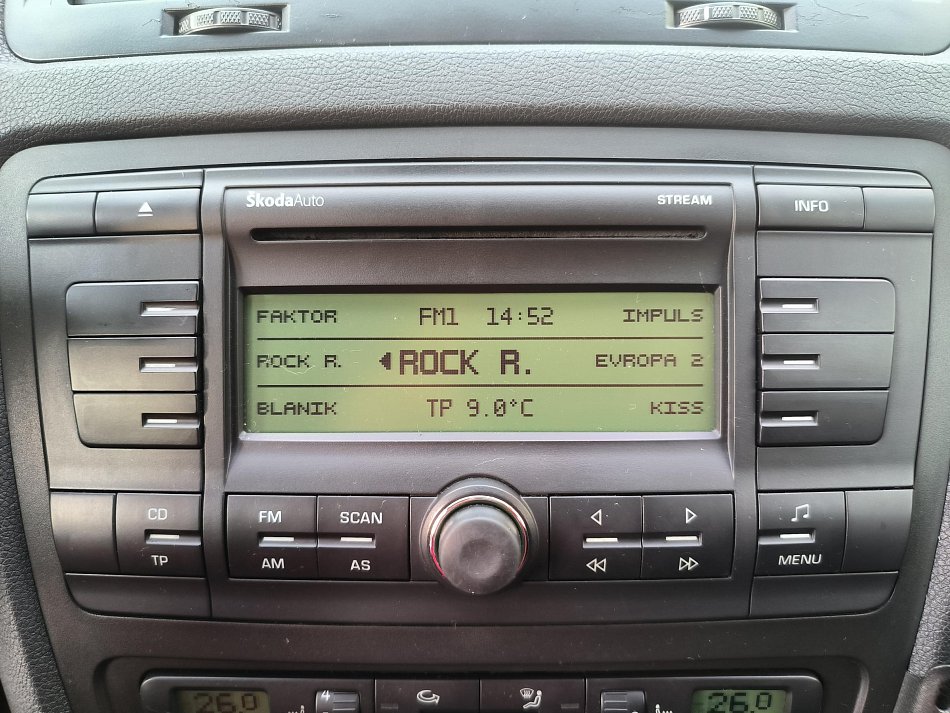 ŠkodaAuto STREAM
INFO
FAKTOR FM1 14:52 IMPULS
ROCK R. ROCK R. EVROPA 2
BLANIK TP 9.0°C KISS
CD FM SCAN
TP AM AS MENU
26.0 4 26.0